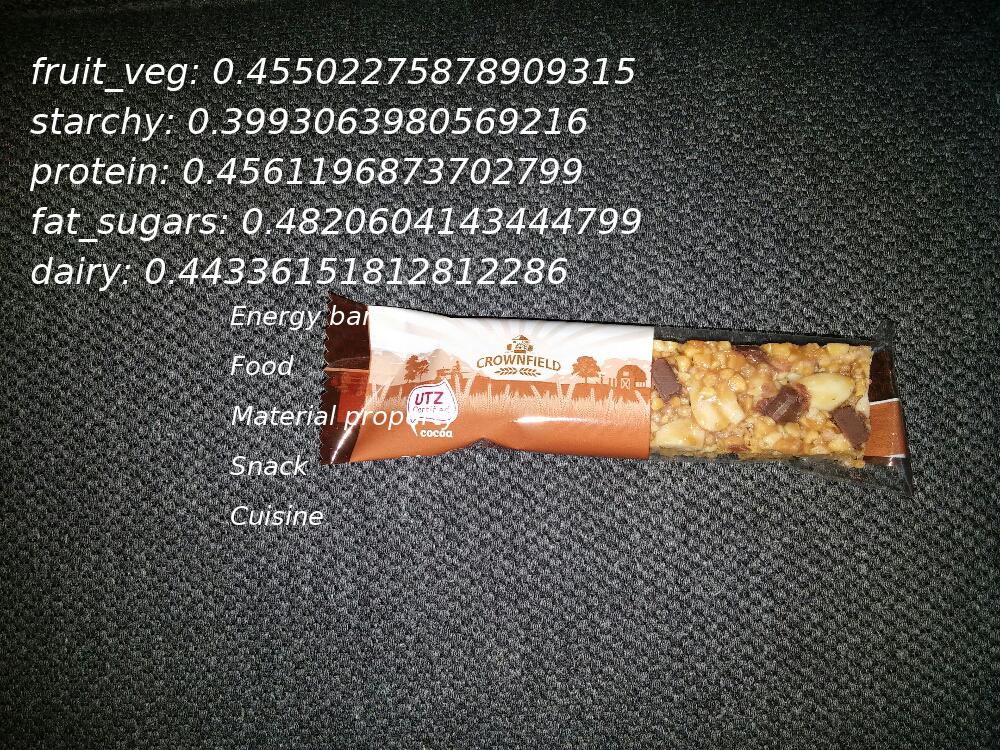 fruit_veg: 0.45502275878909315
starchy: 0.3993063980569216
protein: 0.4561196873702799
fat_sugars: 0.4820604143444799
dairy: 0.44336151812812286
Energy bar
Food
Material property
Snack
Cuisine
CROWNFIELD
UTZ
Certified
cocoa